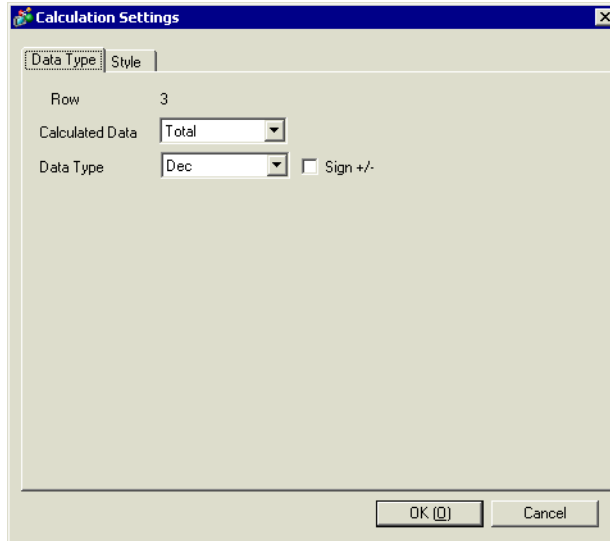 Calculation Settings
Data Type Style
Row 3
Calculated Data Total
Data Type Dec Sign +/-
OK (O) Cancel